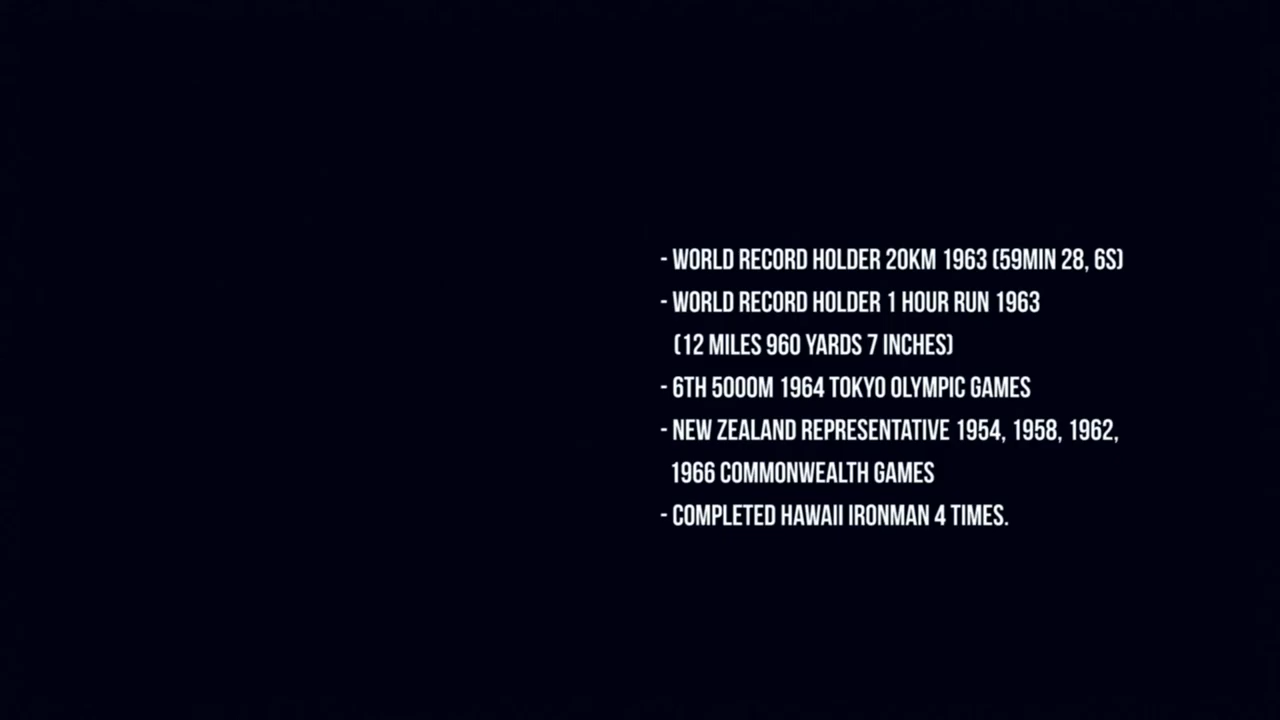 - WORLD RECORD HOLDER 20KM 1963 (59MIN 28, 6S)
- WORLD RECORD HOLDER 1 HOUR RUN 1963
(12 MILES 960 YARDS 7 INCHES)
- 6TH 5000M 1964 TOKYO OLYMPIC GAMES
- NEW ZEALAND REPRESENTATIVE 1954, 1958, 1962,
1966 COMMONWEALTH GAMES
- COMPLETED HAWAII IRONMAN 4 TIMES.